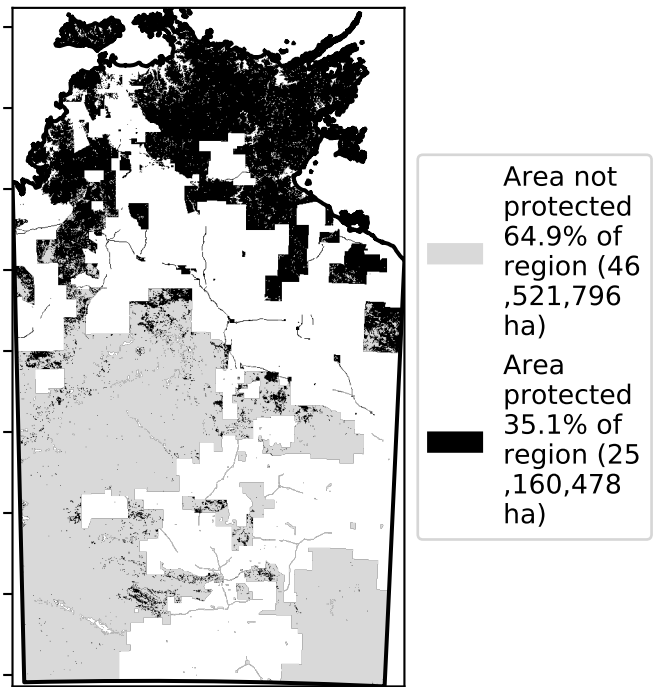 Area not
protected
64.9% of
region (46
,521,796
ha)
Area
protected
35.1% of
region (25
,160,478
ha)